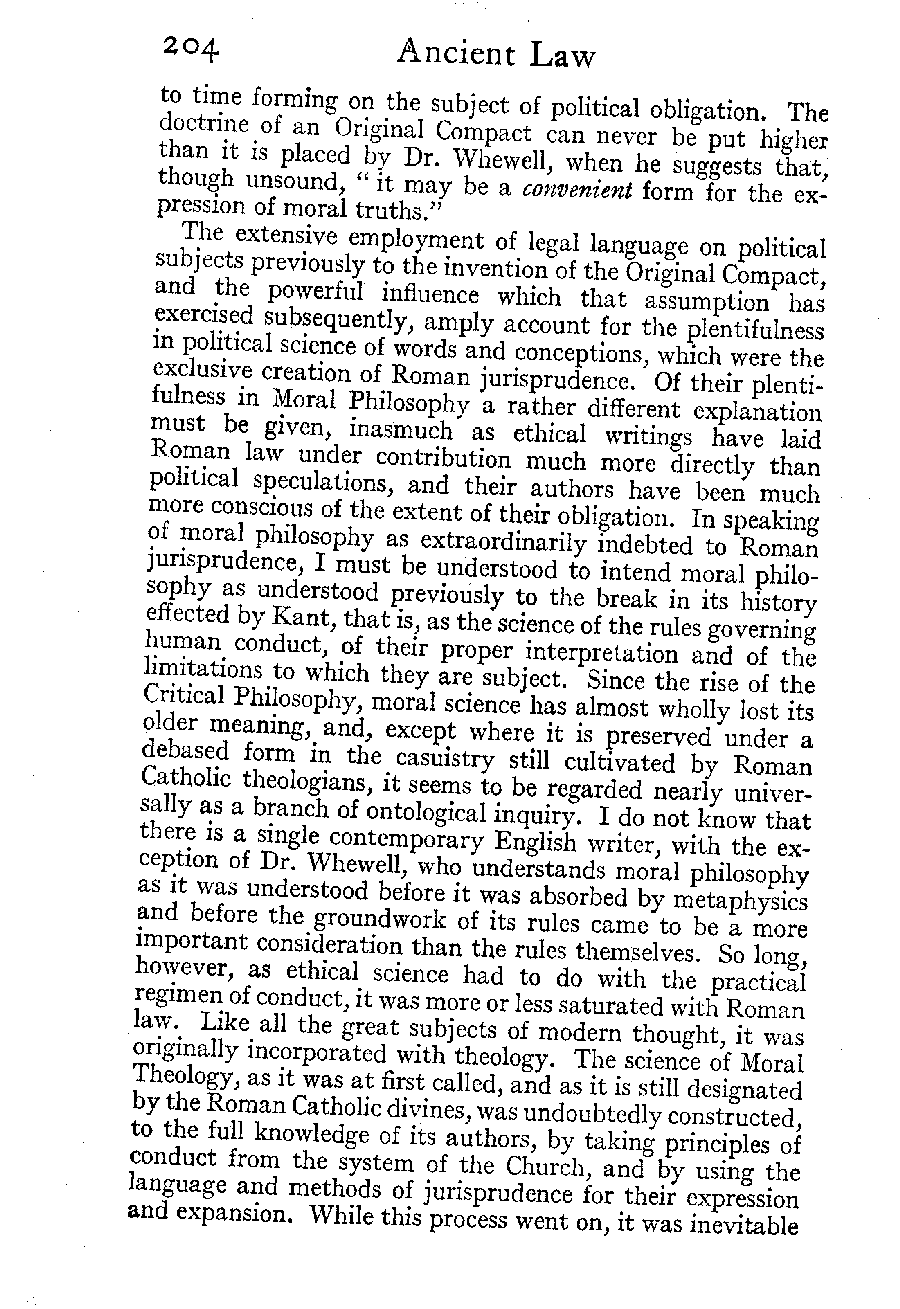 204 Ancient Law
to time forming on the subject of political obligation. The
doctrine of an Original Compact can never be put higher
than it is placed by Dr. Whewell, when he suggests that,
though unsound, “ it may be a convenient form for the ex-
pression of moral truths.”
The extensive employment of legal language on political
subjects previously to the invention of the Original Compact,
and the powerful influence which that assumption has
exercised subsequently, amply account for the plentifulness
in political science of words and conceptions, which were the
exclusive creation of Roman jurisprudence. Of their plenti-
fulness in Moral Philosophy a rather different explanation
must be given, inasmuch as ethical writings have laid
Roman law under contribution much more directly than
political speculations, and their authors have been much
more conscious of the extent of their obligation. In speaking
of moral philosophy as extraordinarily indebted to Roman
jurisprudence, I must be understood to intend moral philo-
sophy as understood previously to the break in its history
effected by Kant, that is, as the science of the rules governing
human conduct, of their proper interpretation and of the
limitations to which they are subject. Since the rise of the
Critical Philosophy, moral science has almost wholly lost its
older meaning, and, except where it is preserved under a
debased form in the casuistry still cultivated by Roman
Catholic theologians, it seems to be regarded nearly univer-
sally as a branch of ontological inquiry. I do not know that
there is a single contemporary English writer, with the ex-
ception of Dr. Whewell, who understands moral philosophy
as it was understood before it was absorbed by metaphysics
and before the groundwork of its rules came to be a more
important consideration than the rules themselves. So long,
however, as ethical science had to do with the practical
regimen of conduct, it was more or less saturated with Roman
law. Like all the great subjects of modern thought, it was
originally incorporated with theology. The science of Moral
Theology, as it was at first called, and as it is still designated
by the Roman Catholic divines, was undoubtedly constructed,
to the full knowledge of its authors, by taking principles of
conduct from the system of the Church, and by using the
language and methods of jurisprudence for their expression
and expansion. While this process went on, it was inevitable